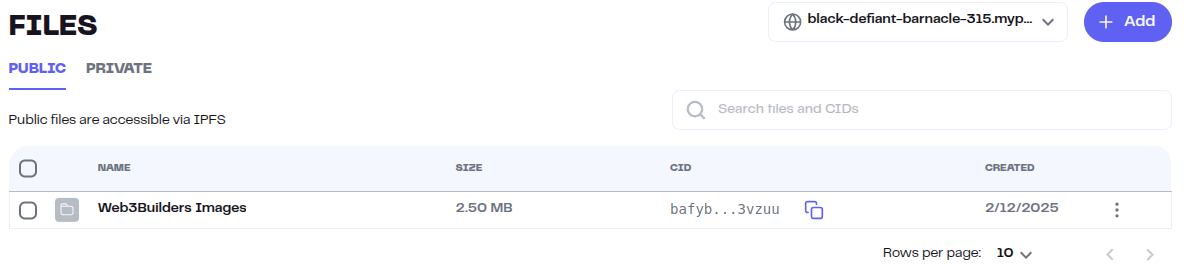 FILES
black-defiant-barnacle-315.myp...
Add
PUBLIC PRIVATE
Public files are accessible via IPFS
Search files and CIDs
NAME SIZE CID CREATED
Web3Builders Images 2.50 MB bafyb...3vzuu 2/12/2025
Rows per page: 10